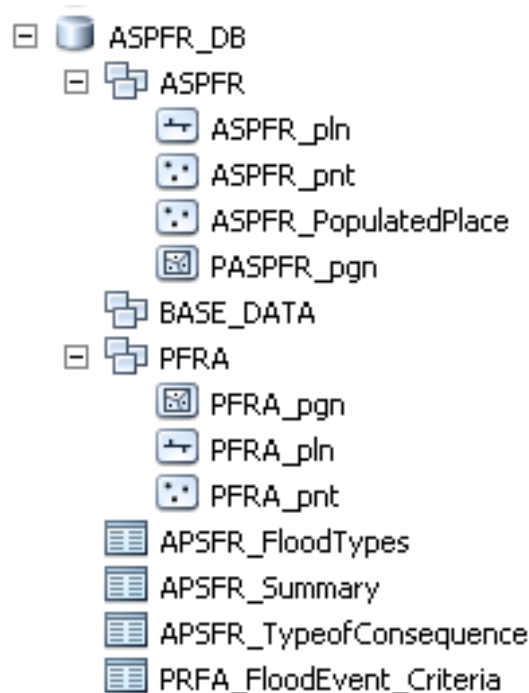 ASPFR_DB
ASPFR
ASPFR_pln
ASPFR_pnt
ASPFR_PopulatedPlace
PASPFR_pgn
BASE_DATA
PFRA
PFRA_pgn
PFRA_pln
PFRA_pnt
APSFR_FloodTypes
APSFR_Summary
APSFR_TypeofConsequence
PRFA_FloodEvent_Criteria